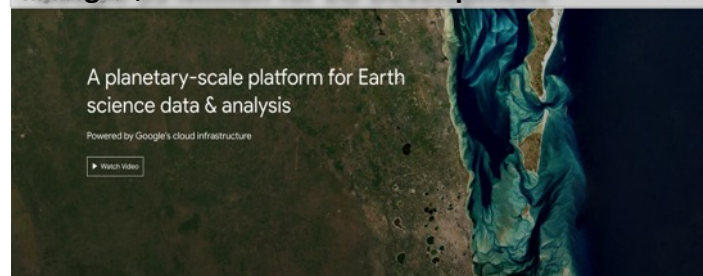 A planetary-scale platform for Earth
science data & analysis
Powered by Google's cloud infrastructure
Watch Video